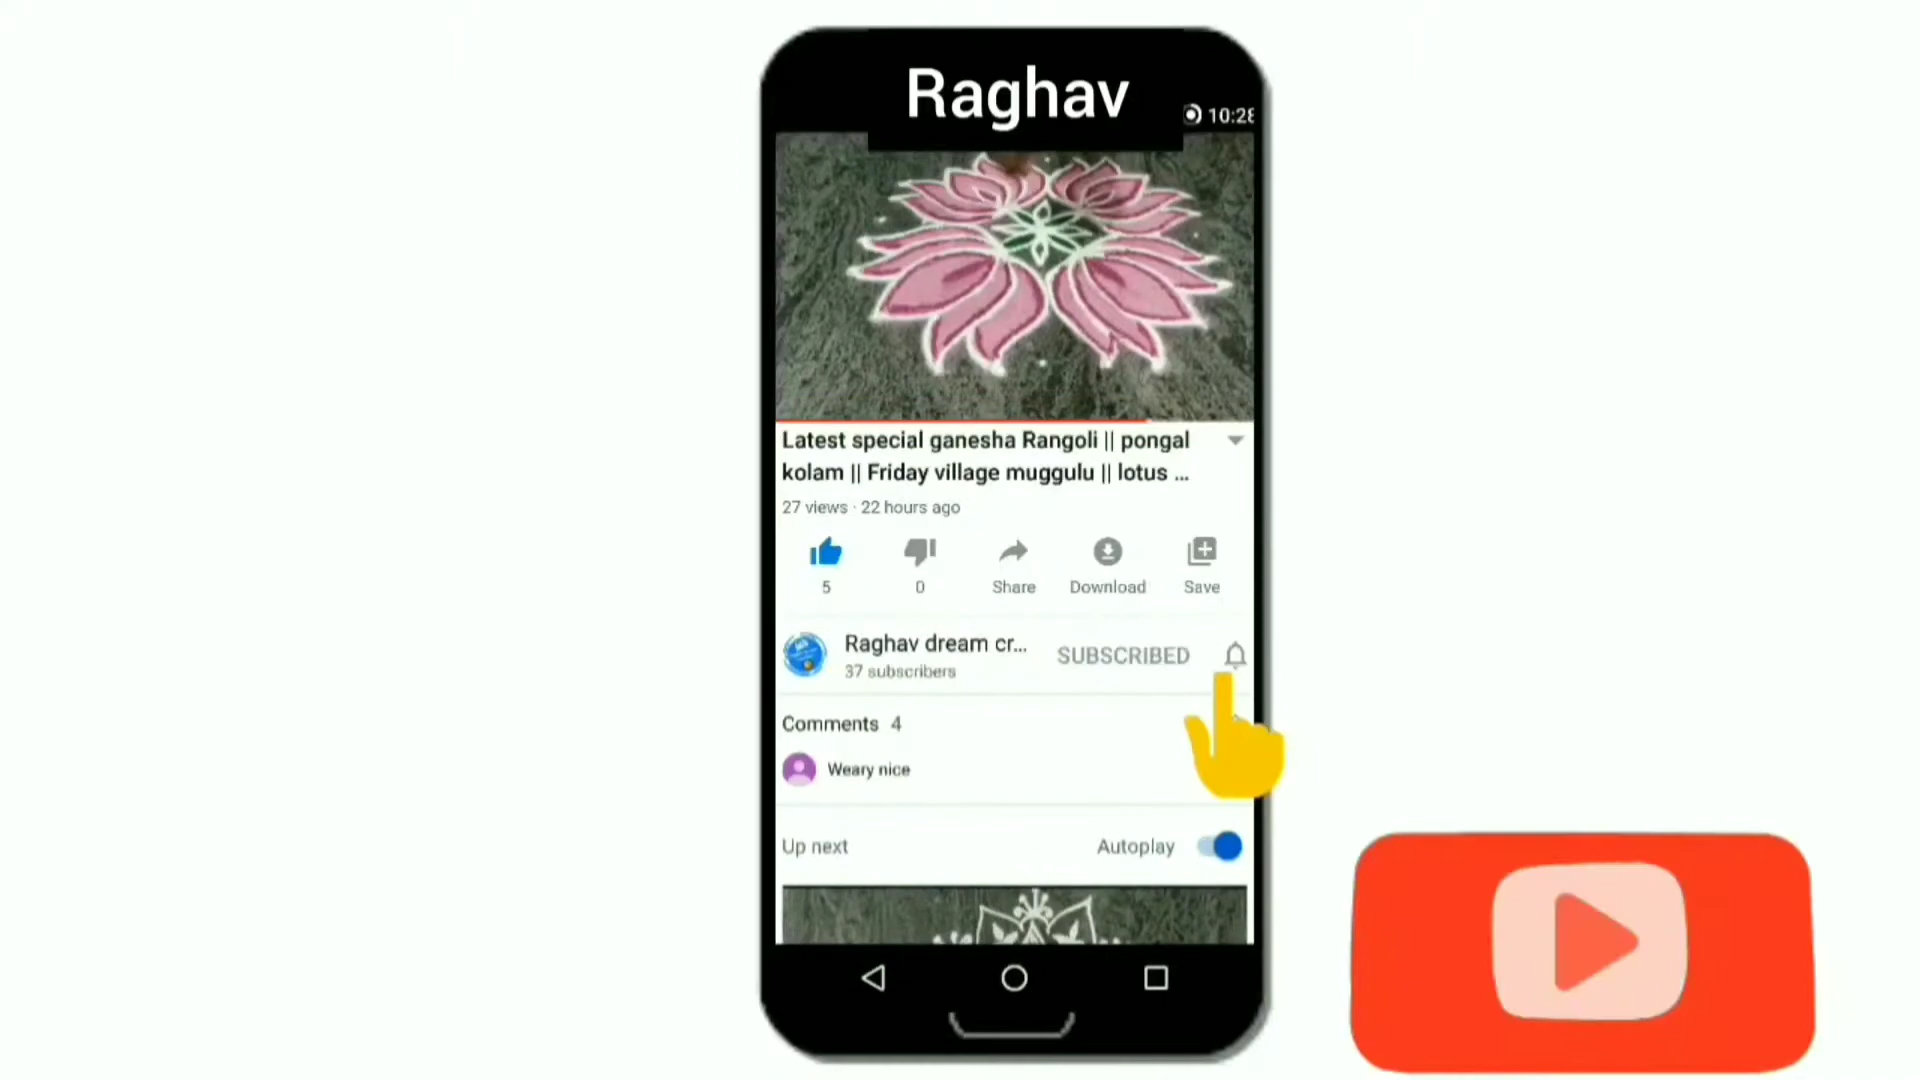 Raghav
10:28
Latest special ganesha Rangoli || pongal
kolam || Friday village muggulu || lotus ...
27 views · 22 hours ago
5
0
Share
Download
Save
Raghav dream cr...
SUBSCRIBED
37 subscribers
Comments 4
Weary nice
Up next
Autoplay